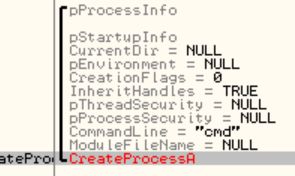 pProcessInfo
pStartupInfo
CurrentDir = NULL
pEnvironment = NULL
CreationFlags = 0
InheritHandles = TRUE
pThreadSecurity = NULL
pProcessSecurity = NULL
CommandLine = "cmd"
ModuleFileName = NULL
ateProc CreateProcessA